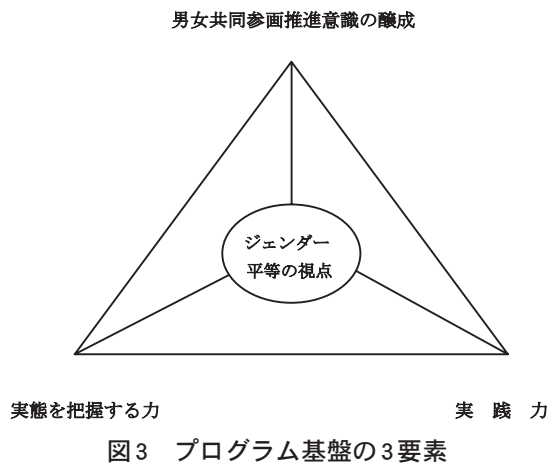 男女共同参画推進意識の醸成
ジェンダー
平等の視点
実態を把握する力
実　践　力
図3　プログラム基盤の3要素